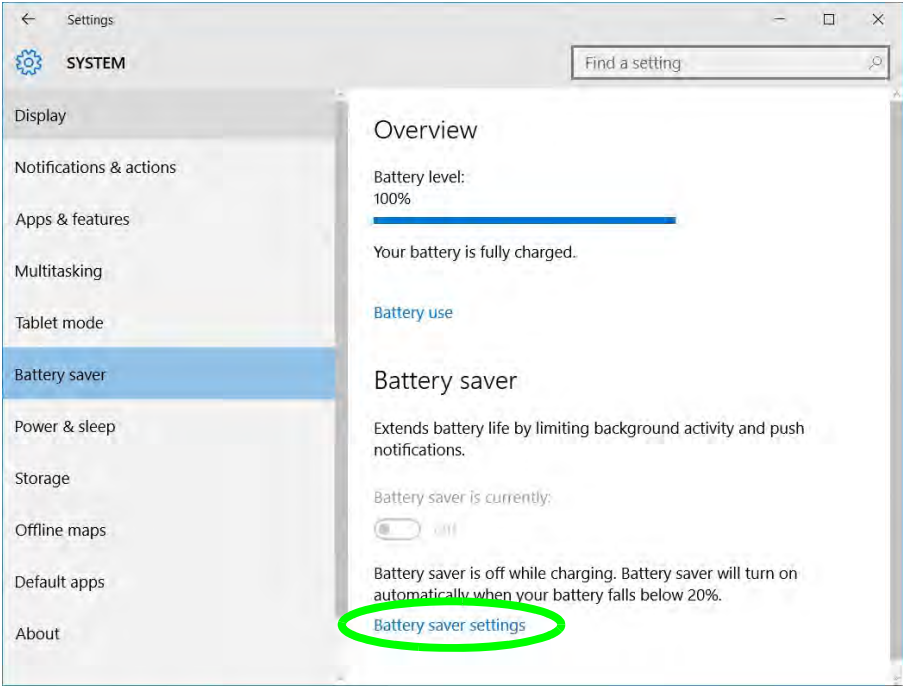 Settings
SYSTEM
Find a setting
Display
Notifications & actions
Apps & features
Multitasking
Tablet mode
Battery saver
Power & sleep
Storage
Offline maps
Default apps
About
Overview
Battery level:
100%
Your battery is fully charged.
Battery use
Battery saver
Extends battery life by limiting background activity and push
notifications.
Battery saver is currently:
Off
Battery saver is off while charging. Battery saver will turn on
automatically when your battery falls below 20%.
Battery saver settings